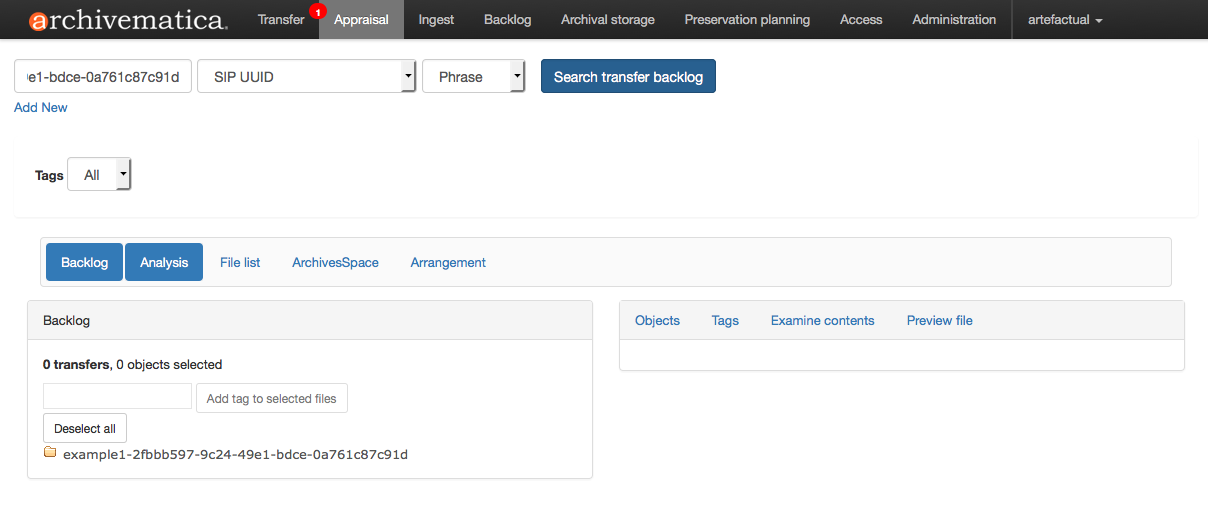 archivematica. Transfer 1 Appraisal Ingest Backlog Archival storage Preservation planning Access Administration artefactual
e1-bdce-0a761c87c91d SIP UUID Phrase Search transfer backlog
Add New
Tags All
Backlog Analysis File list ArchivesSpace Arrangement
Backlog
0 transfers, 0 objects selected
Add tag to selected files
Deselect all
example1-2fbbb597-9c24-49e1-bdce-0a761c87c91d
Objects Tags Examine contents Preview file